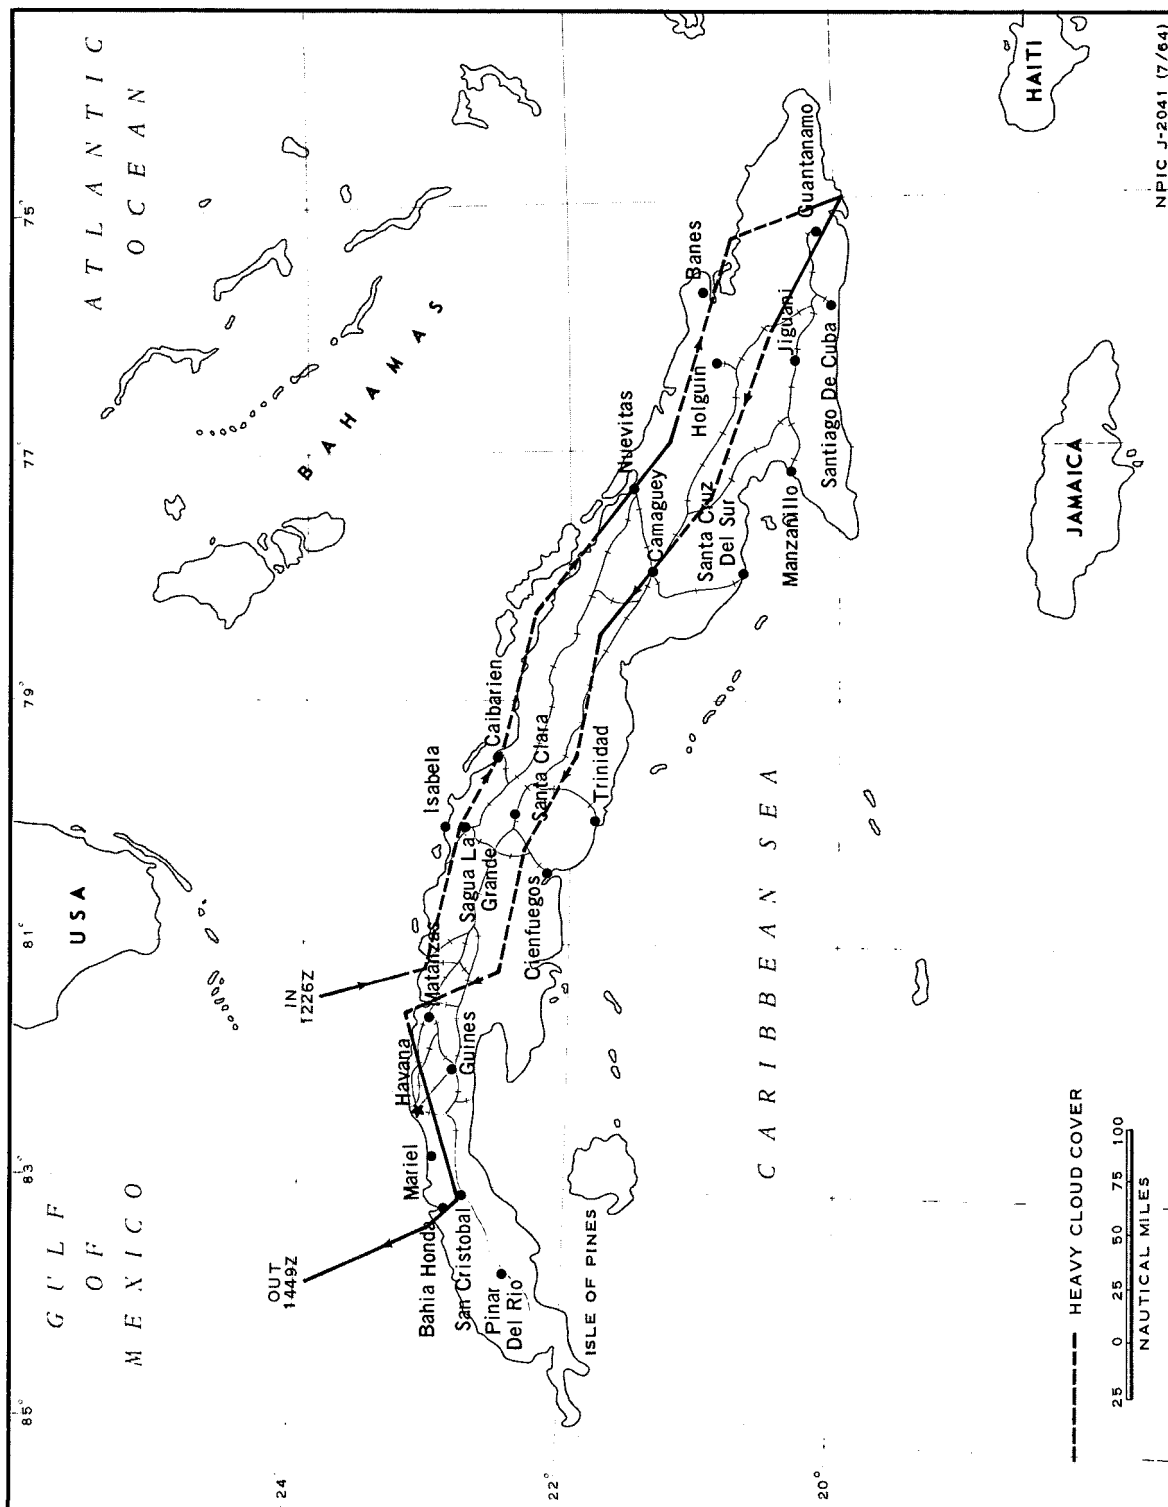 GULF
OF
MEXICO
USA
ATLANTIC
OCEAN
BAHAMAS
CARIBBEAN SEA
HAITI
JAMAICA
ISLE OF PINES
85°
83°
81°
79°
77°
75°
24
22°
20°
OUT
1449Z
IN
1226Z
Bahia Honda
San Cristobal
Pinar
Del Rio
Mariel
Havana
Guines
Matanzas
Sagua La
Grande
Isabela
Cienfuegos
Santa Clara
Caibarien
Trinidad
Camaguey
Nuevitas
Santa Cruz
Del Sur
Manzanillo
Holguin
Jiguani
Santiago De Cuba
Banes
Guantanamo
HEAVY CLOUD COVER
25 0 25 50 75 100
NAUTICAL MILES
NPIC J-2041 (7/64)